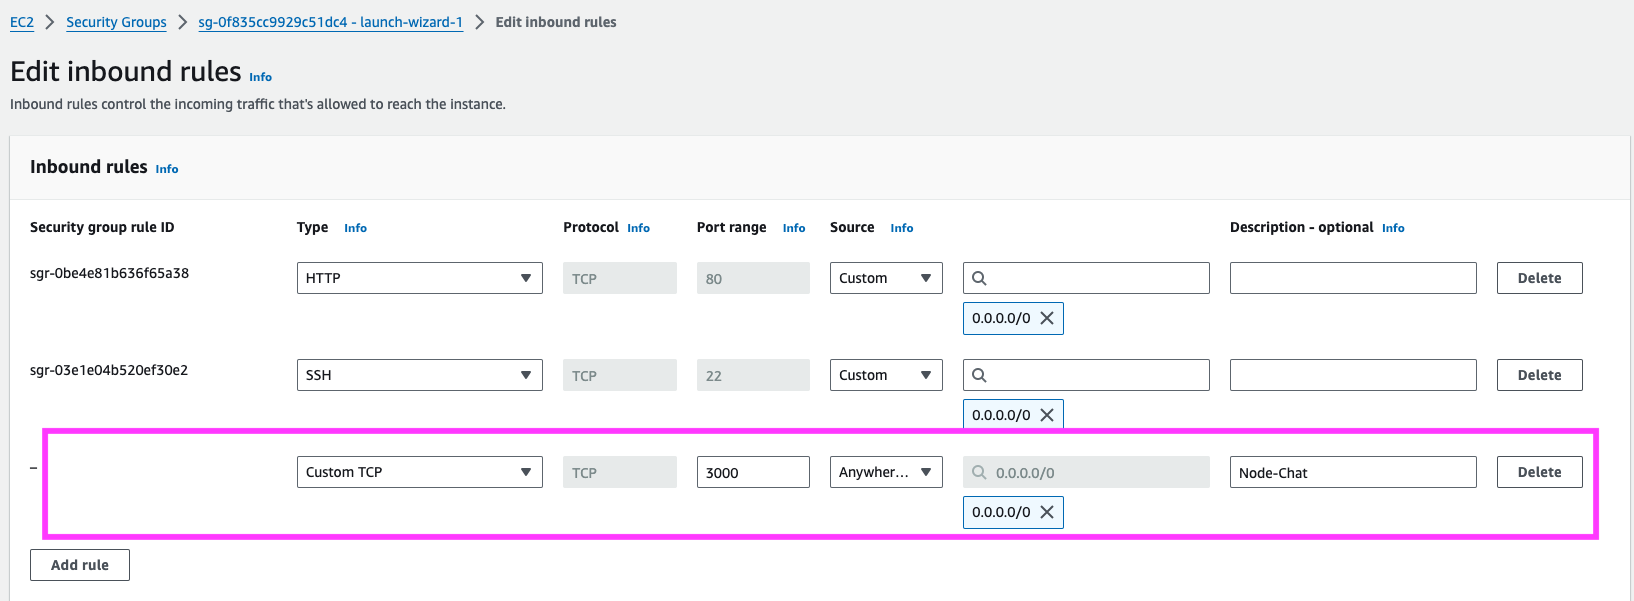 EC2 > Security Groups > sg-0f835cc9929c51dc4 - launch-wizard-1 > Edit inbound rules
Edit inbound rules Info
Inbound rules control the incoming traffic that's allowed to reach the instance.
Inbound rules Info
Security group rule ID Type Info Protocol Info Port range Info Source Info Description - optional Info
sgr-0be4e81b636f65a38 HTTP TCP 80 Custom Delete
0.0.0.0/0
sgr-03e1e04b520ef30e2 SSH TCP 22 Custom Delete
0.0.0.0/0
– Custom TCP TCP 3000 Anywher... 0.0.0.0/0 Node-Chat Delete
0.0.0.0/0
Add rule